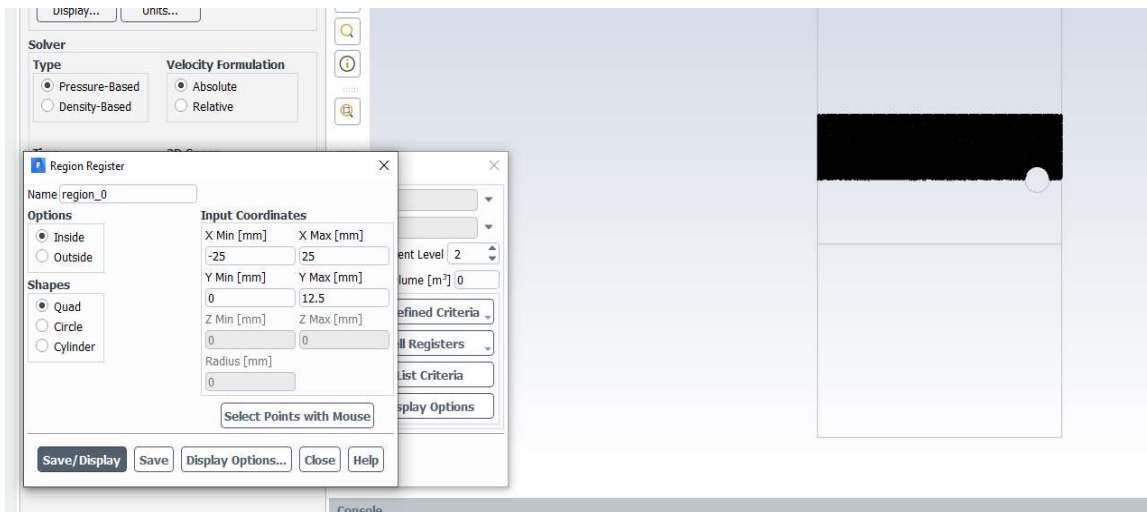 Display... Units...
Solver
Type Velocity Formulation
Pressure-Based Absolute
Density-Based Relative
Region Register
Name region_0
Options Input Coordinates
Inside X Min [mm] X Max [mm]
Outside -25 25
Y Min [mm] Y Max [mm]
Shapes 0 12.5
Quad Z Min [mm] Z Max [mm]
Circle 0 0
Cylinder Radius [mm]
0
Select Points with Mouse
Save/Display Save Display Options... Close Help
ent Level 2
lume [m³] 0
efined Criteria
ll Registers
List Criteria
splay Options
Console